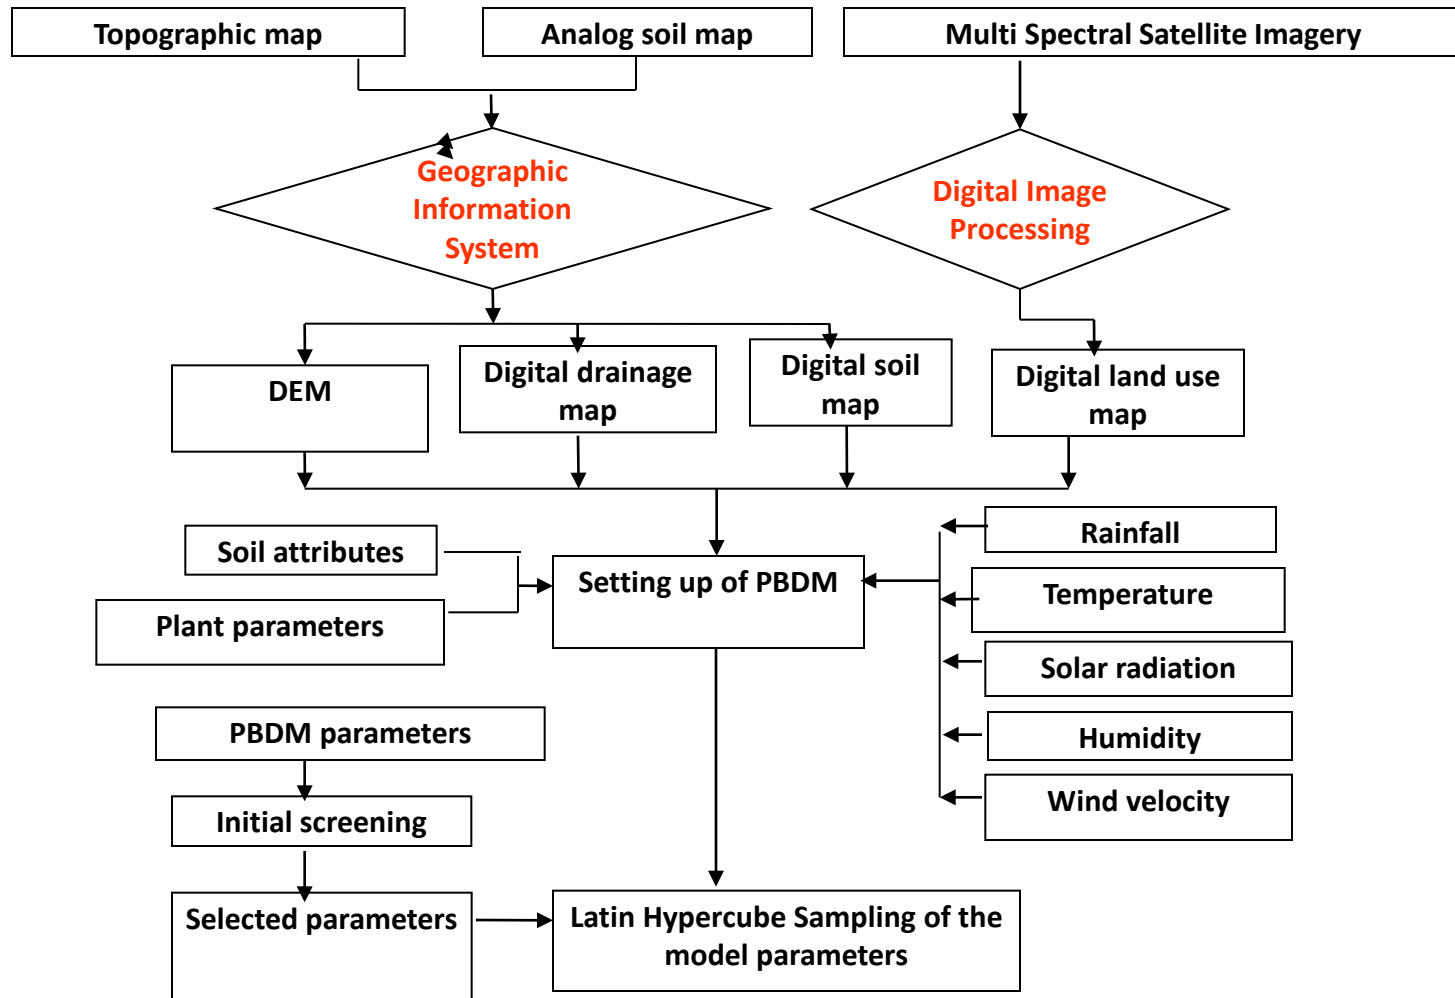 Topographic map
Analog soil map
Multi Spectral Satellite Imagery
Geographic
Information
System
Digital Image
Processing
DEM
Digital drainage
map
Digital soil
map
Digital land use
map
Soil attributes
Plant parameters
Setting up of PBDM
Rainfall
Temperature
Solar radiation
Humidity
Wind velocity
PBDM parameters
Initial screening
Selected parameters
Latin Hypercube Sampling of the
model parameters